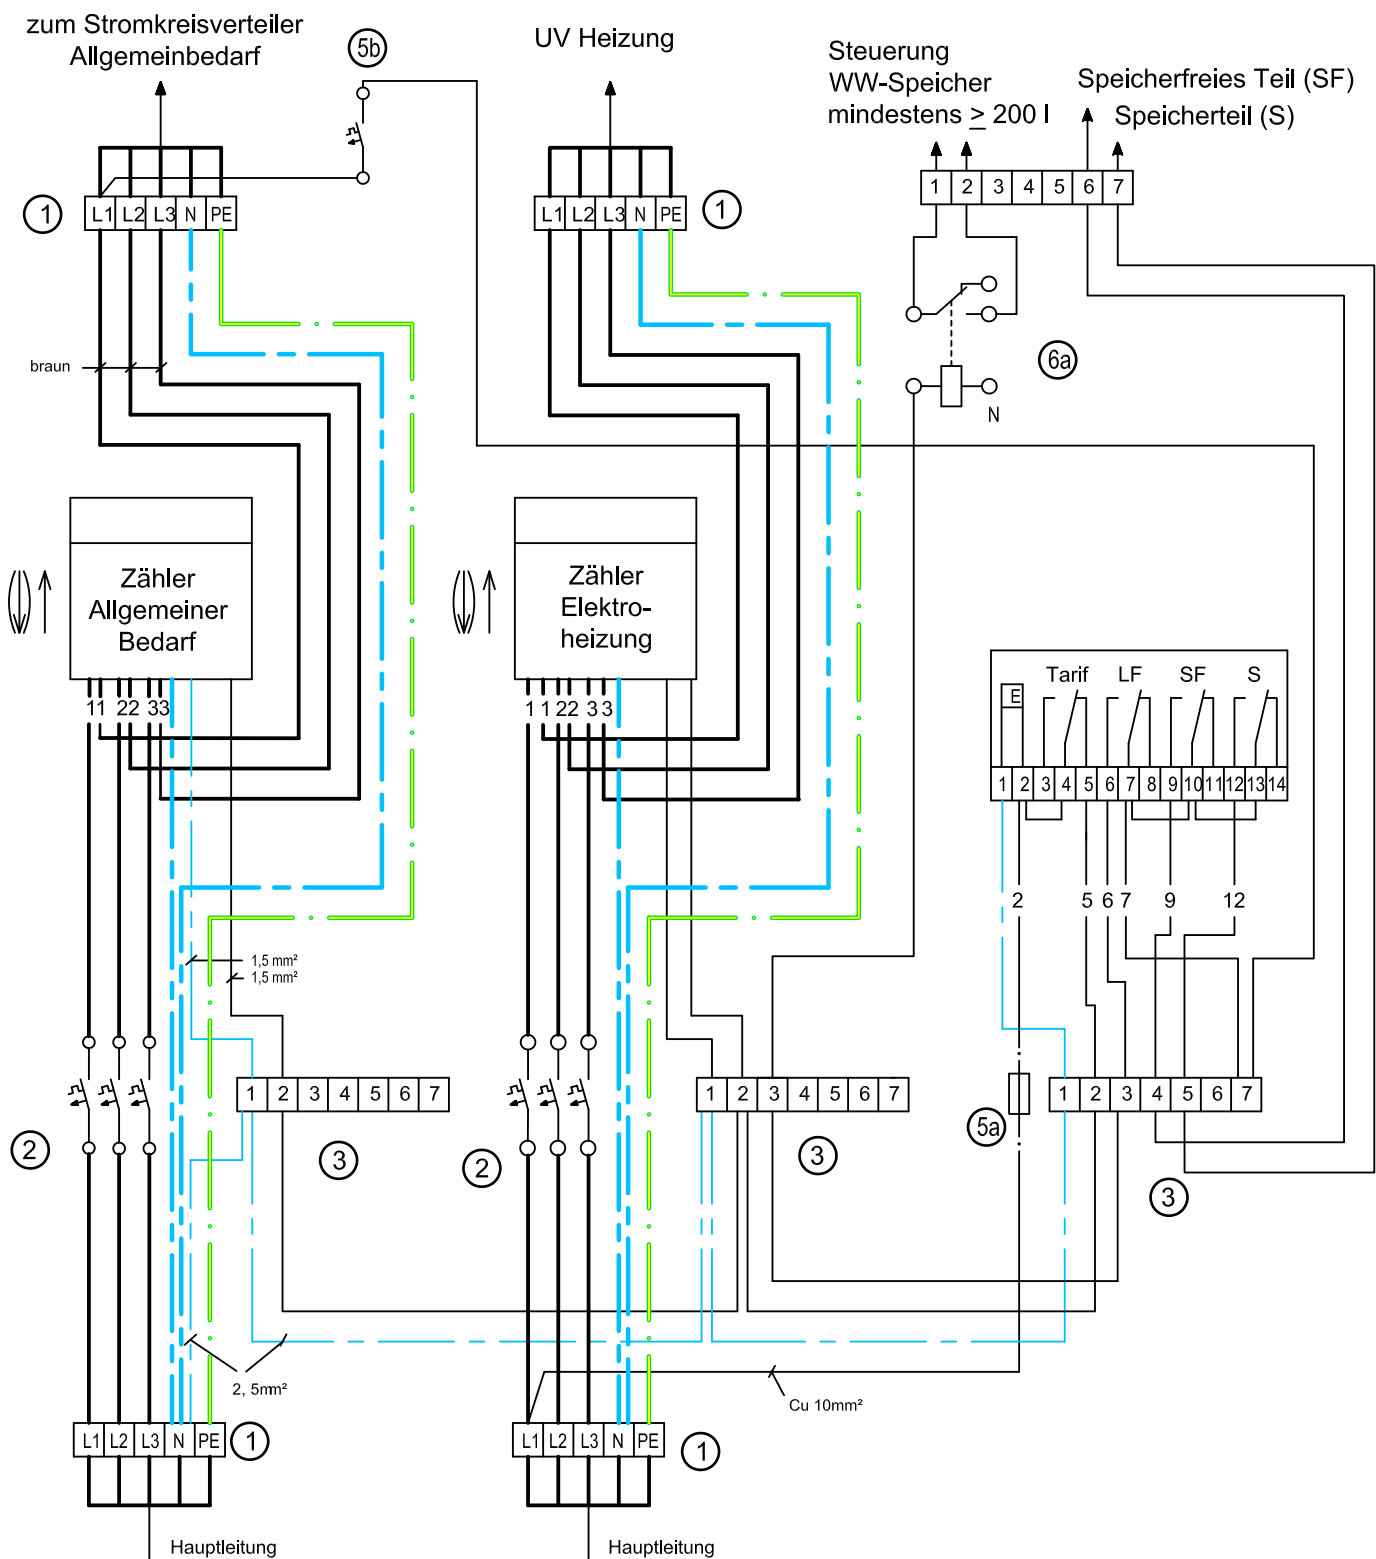 zum Stromkreisverteiler
Allgemeinbedarf
5b
UV Heizung
Steuerung
WW-Speicher
mindestens ≥ 200 l
Speicherfreies Teil (SF)
Speicherteil (S)
1
L1 L2 L3 N PE
L1 L2 L3 N PE
1
1 2 3 4 5 6 7
braun
6a
N
Zähler
Allgemeiner
Bedarf
Zähler
Elektro-
heizung
E
Tarif LF SF S
1 2 3 4 5 6 7 8 9 10 11 12 13 14
11 22 33
1 1 22 3 3
2 5 6 7 9 12
1,5 mm²
1,5 mm²
1 2 3 4 5 6 7
1 2 3 4 5 6 7
1 2 3 4 5 6 7
5a
2
3
2
3
3
2, 5mm²
Cu 10mm²
L1 L2 L3 N PE
1
L1 L2 L3 N PE
1
Hauptleitung
Hauptleitung